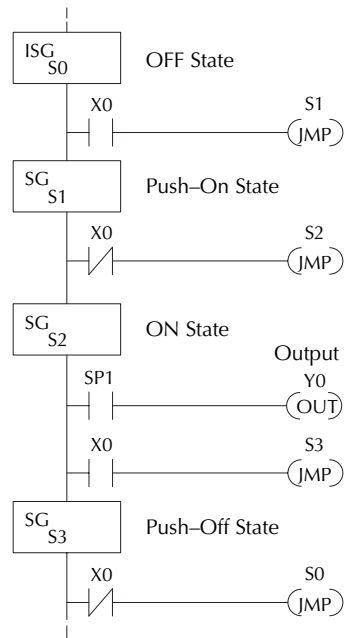 ISG
S0
OFF State
X0
S1
JMP
SG
S1
Push–On State
X0
S2
JMP
SG
S2
ON State
Output
SP1
Y0
OUT
X0
S3
JMP
SG
S3
Push–Off State
X0
S0
JMP